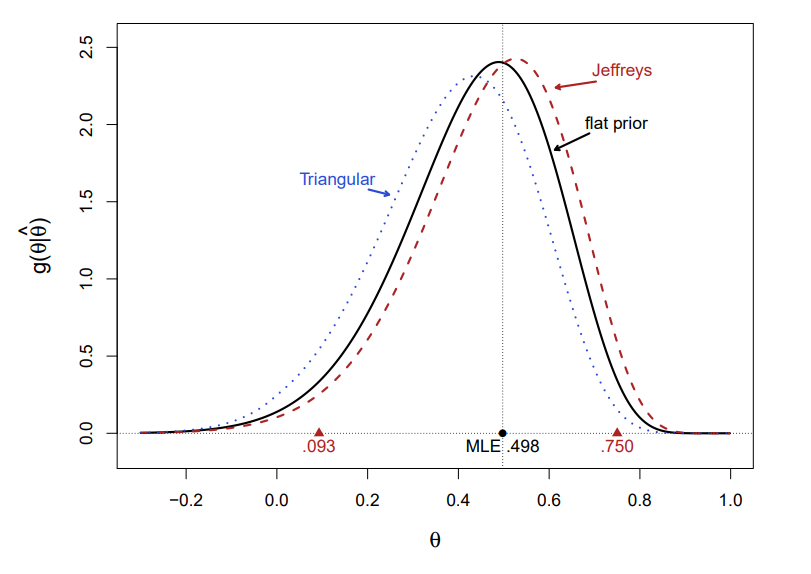 2.5
2.0
1.5
1.0
0.5
0.0
g(θ|θ̂)
Jeffreys
flat prior
Triangular
.093
MLE .498
.750
−0.2
0.0
0.2
0.4
0.6
0.8
1.0
θ